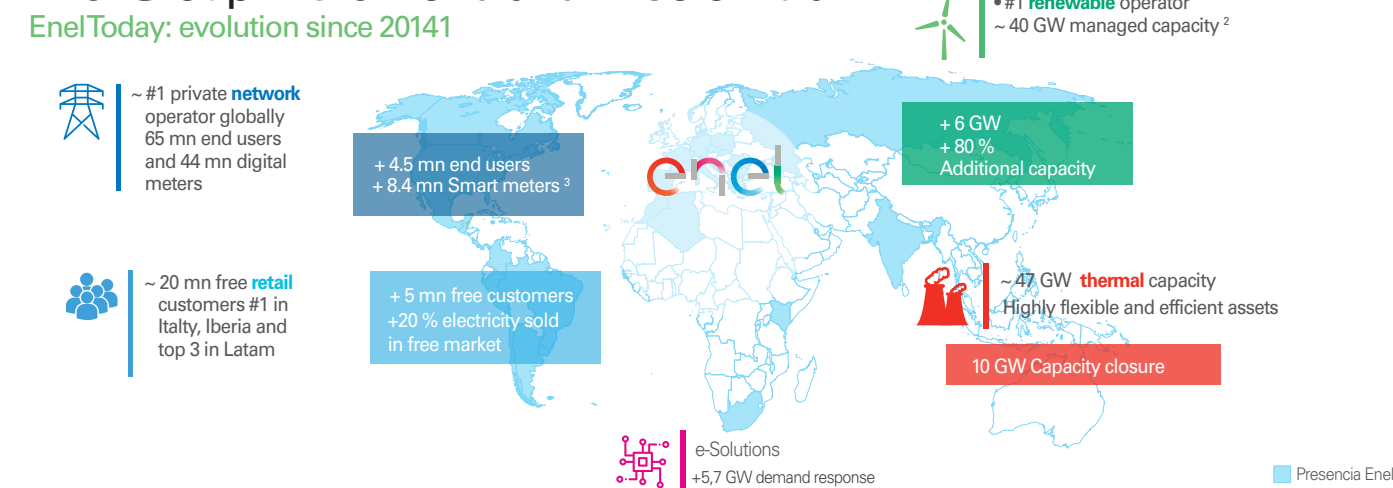 EnelToday: evolution since 20141
• #1 renewable operator
~ 40 GW managed capacity 2
~ #1 private network
operator globally
65 mn end users
and 44 mn digital
meters
+ 4.5 mn end users
+ 8.4 mn Smart meters 3
enel
+ 6 GW
+ 80 %
Additional capacity
~ 20 mn free retail
customers #1 in
Italty, Iberia and
top 3 in Latam
+ 5 mn free customers
+20 % electricity sold
in free market
~ 47 GW thermal capacity
Highly flexible and efficient assets
10 GW Capacity closure
e-Solutions
+5,7 GW demand response
Presencia Enel